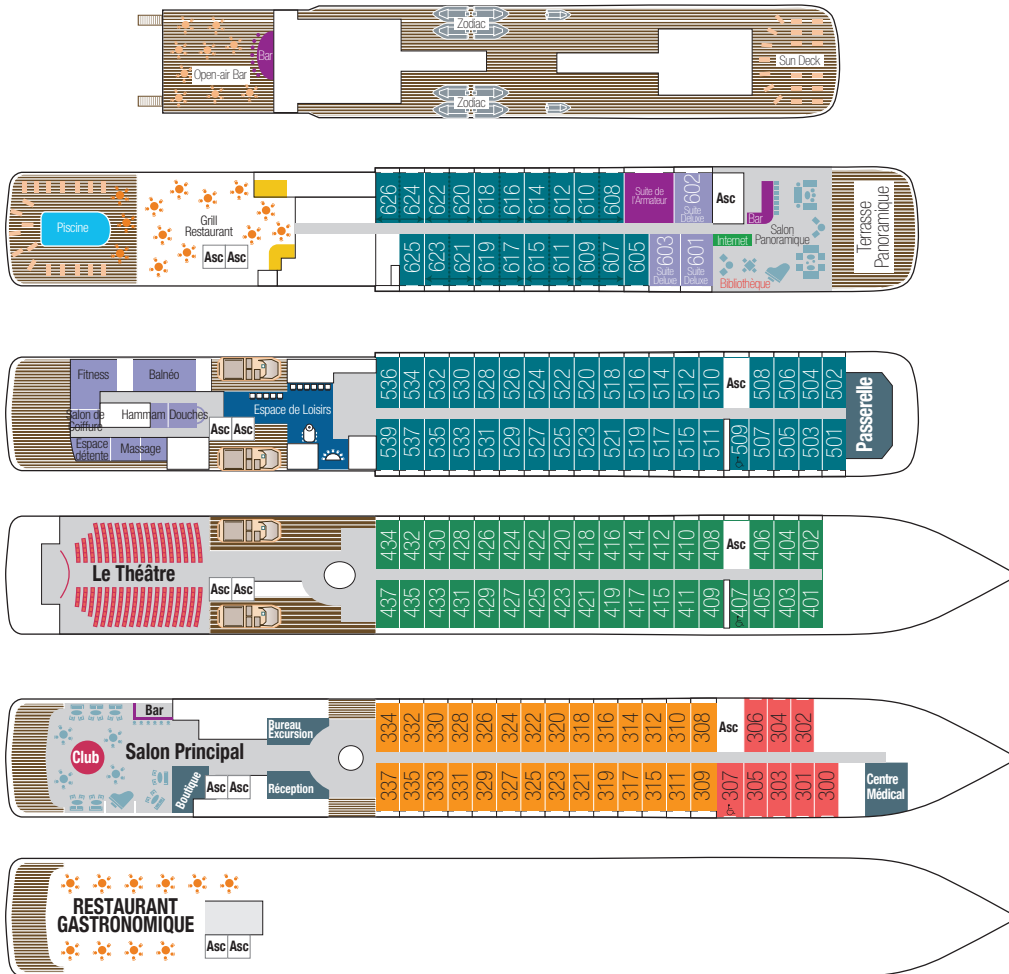 Zodiac
Bar
Open-air Bar
Sun Deck
Zodiac
626 624 622 620 618 616 614 612 610 608
Suite de
l'Armateur
602
Suite
Deluxe
Asc
Bar
Piscine
Grill
Restaurant
Asc Asc
Internet
Salon
Panoramique
Terrasse
Panoramique
625 623 621 619 617 615 611 609 607 605
603
Suite
Deluxe
601
Suite
Deluxe
Bibliothèque
Fitness
Balnéo
536 534 532 530 528 526 524 522 520 518 516 514 512 510
Asc
508 506 504 502
Salon de
Coiffure
Hammam
Douches
Espace de Loisirs
Asc Asc
Espace
détente
Massage
Passerelle
539 537 535 533 531 529 527 525 523 521 519 517 515 511 509 507 505 503 501
434 432 430 428 426 424 422 420 418 416 414 412 410 408
Asc
406 404 402
Le Théâtre
Asc Asc
437 435 433 431 429 427 425 423 421 419 417 415 411 409 407 405 403 401
Bar
Bureau
Excursion
334 332 330 328 326 324 322 320 318 316 314 312 310 308
Asc
306 304 302
Club
Salon Principal
Boutique
Asc Asc
Réception
337 335 333 331 329 327 325 323 321 319 317 315 311 309 307 305 303 301 300
Centre
Médical
RESTAURANT
GASTRONOMIQUE
Asc Asc